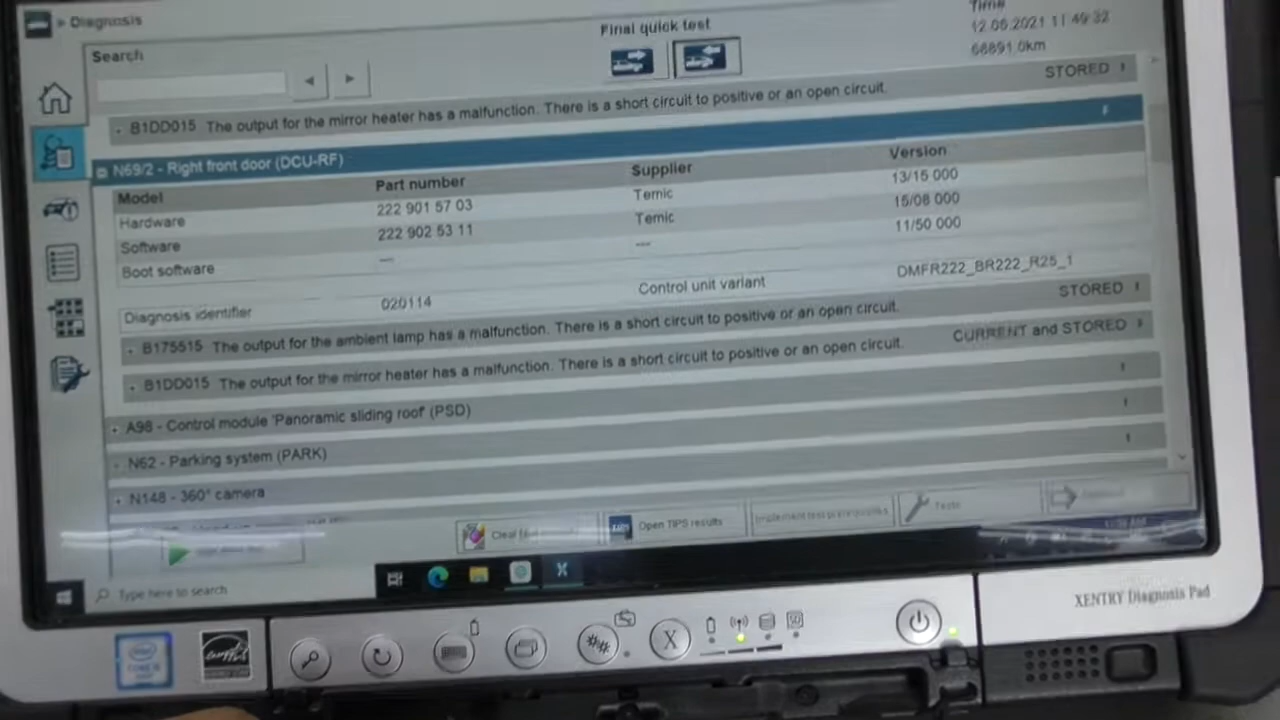 » Diagnosis
Search
Final quick test
Time
12.06.2021 11:49:32
66891.0km
B1DD015 The output for the mirror heater has a malfunction. There is a short circuit to positive or an open circuit. STORED
N69/2 - Right front door (DCU-RF)
Model Part number Supplier Version
Hardware 222 901 57 03 Temic 13/15 000
Software 222 902 53 11 Temic 15/08 000
Boot software --- --- 11/50 000
Diagnosis identifier 020114 Control unit variant DMFR222_BR222_R25_1
B175515 The output for the ambient lamp has a malfunction. There is a short circuit to positive or an open circuit. STORED
B1DD015 The output for the mirror heater has a malfunction. There is a short circuit to positive or an open circuit. CURRENT and STORED
A98 - Control module 'Panoramic sliding roof' (PSD)
N62 - Parking system (PARK)
N148 - 360° camera
Clear
Open TIPS results
Implement test prerequisites
Tests
Type here to search
XENTRY Diagnosis Pad
intel
X